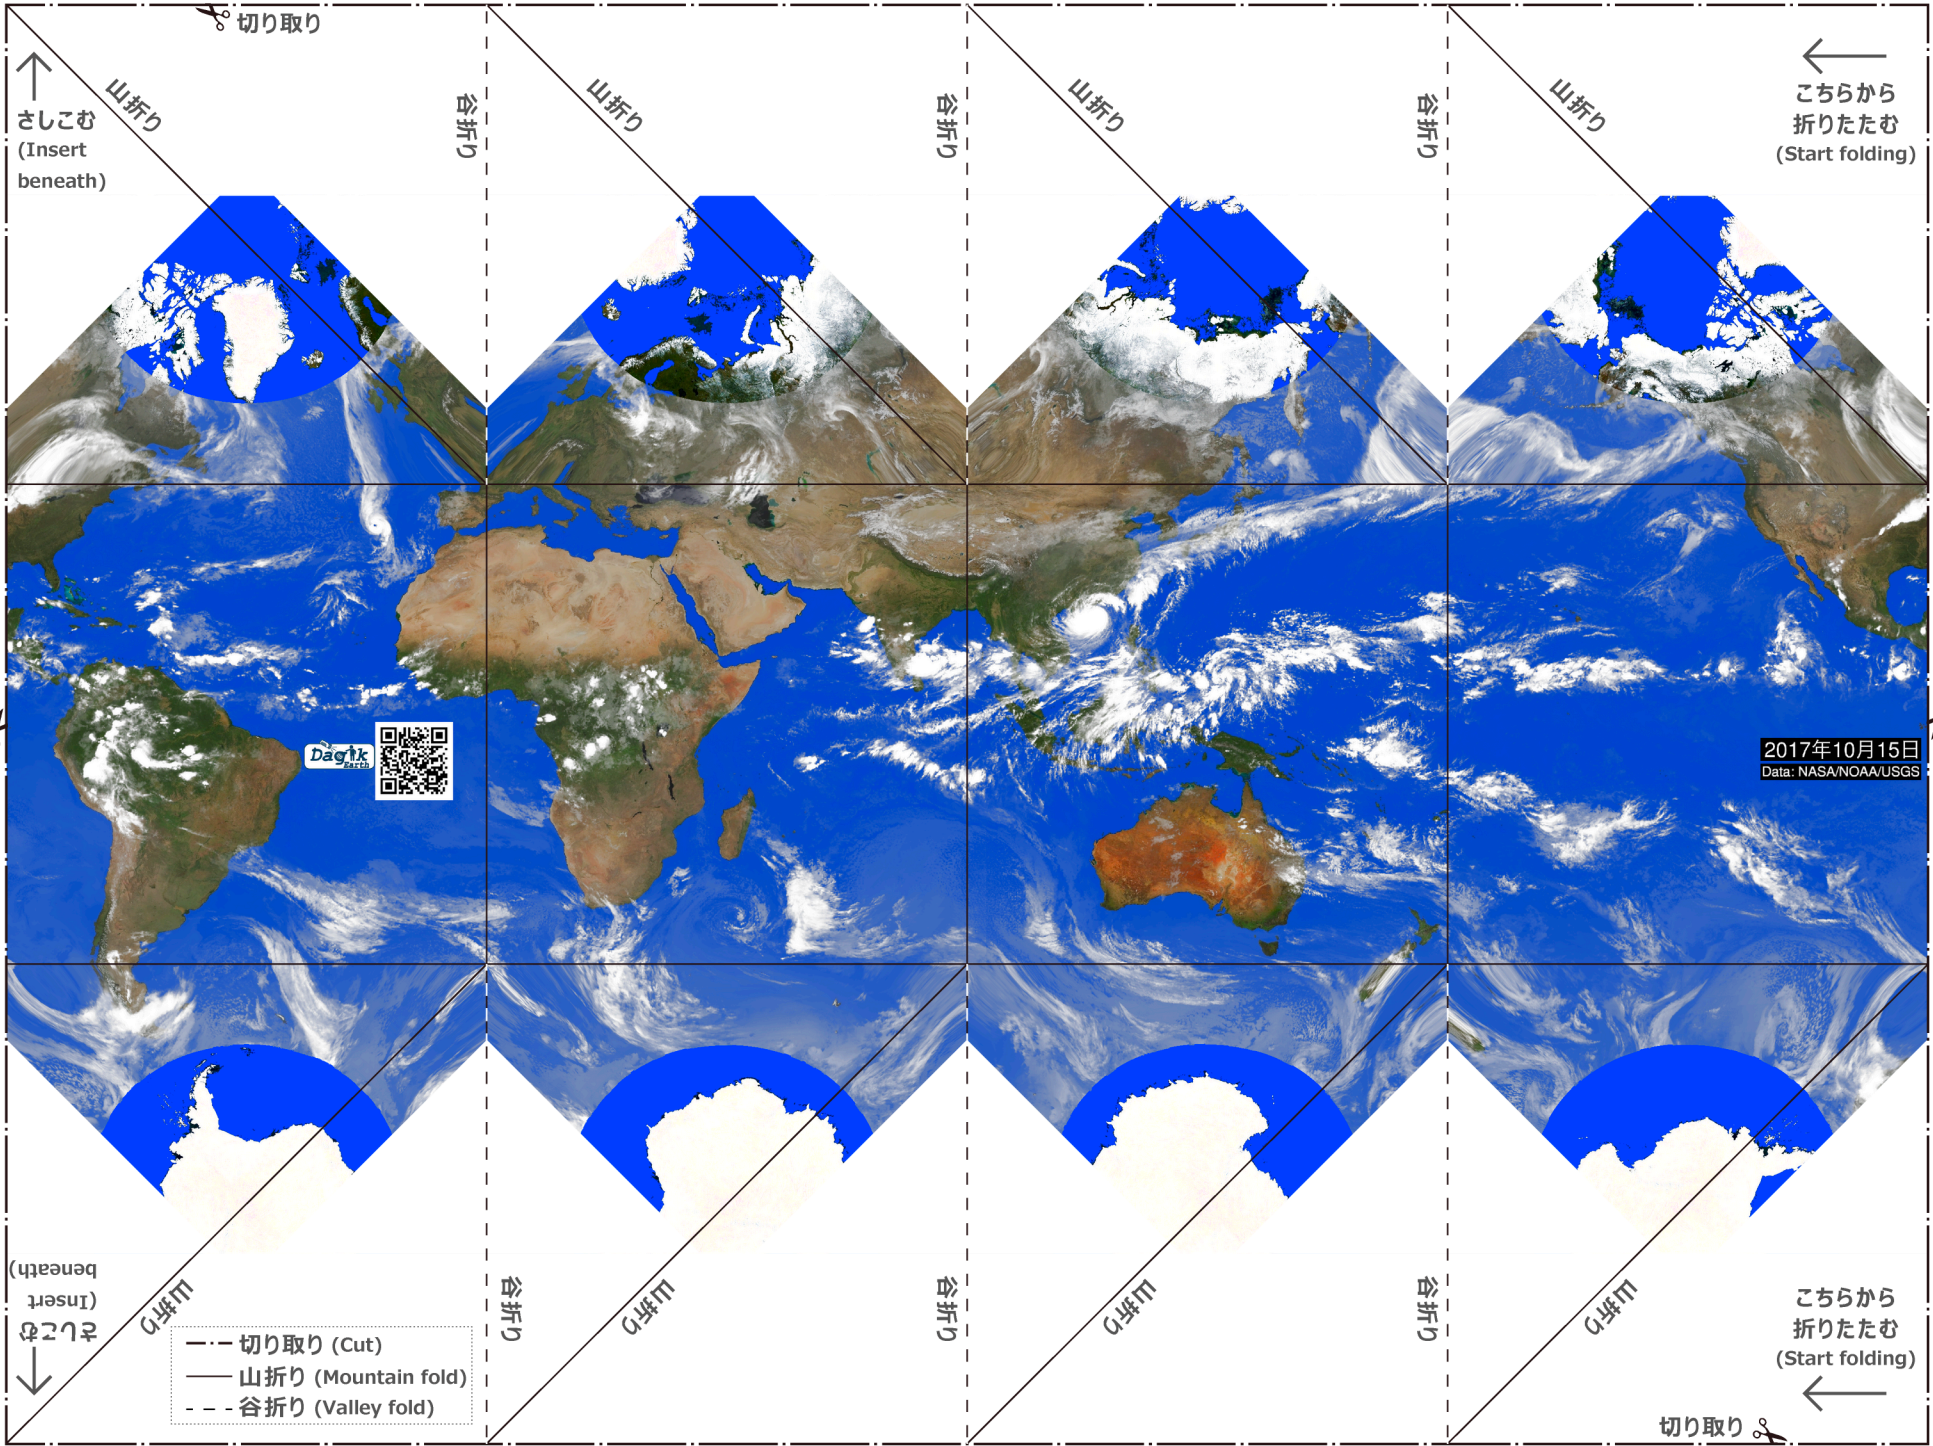 切り取り
山折り
谷折り
山折り
谷折り
山折り
谷折り
山折り
さしこむ
(Insert
beneath)
こちらから
折りたたむ
(Start folding)
Dagik
Earth
2017年10月15日
Data: NASA/NOAA/USGS
さしこむ
(Insert
beneath)
山折り
谷折り
山折り
谷折り
山折り
谷折り
山折り
こちらから
折りたたむ
(Start folding)
切り取り (Cut)
山折り (Mountain fold)
谷折り (Valley fold)
切り取り